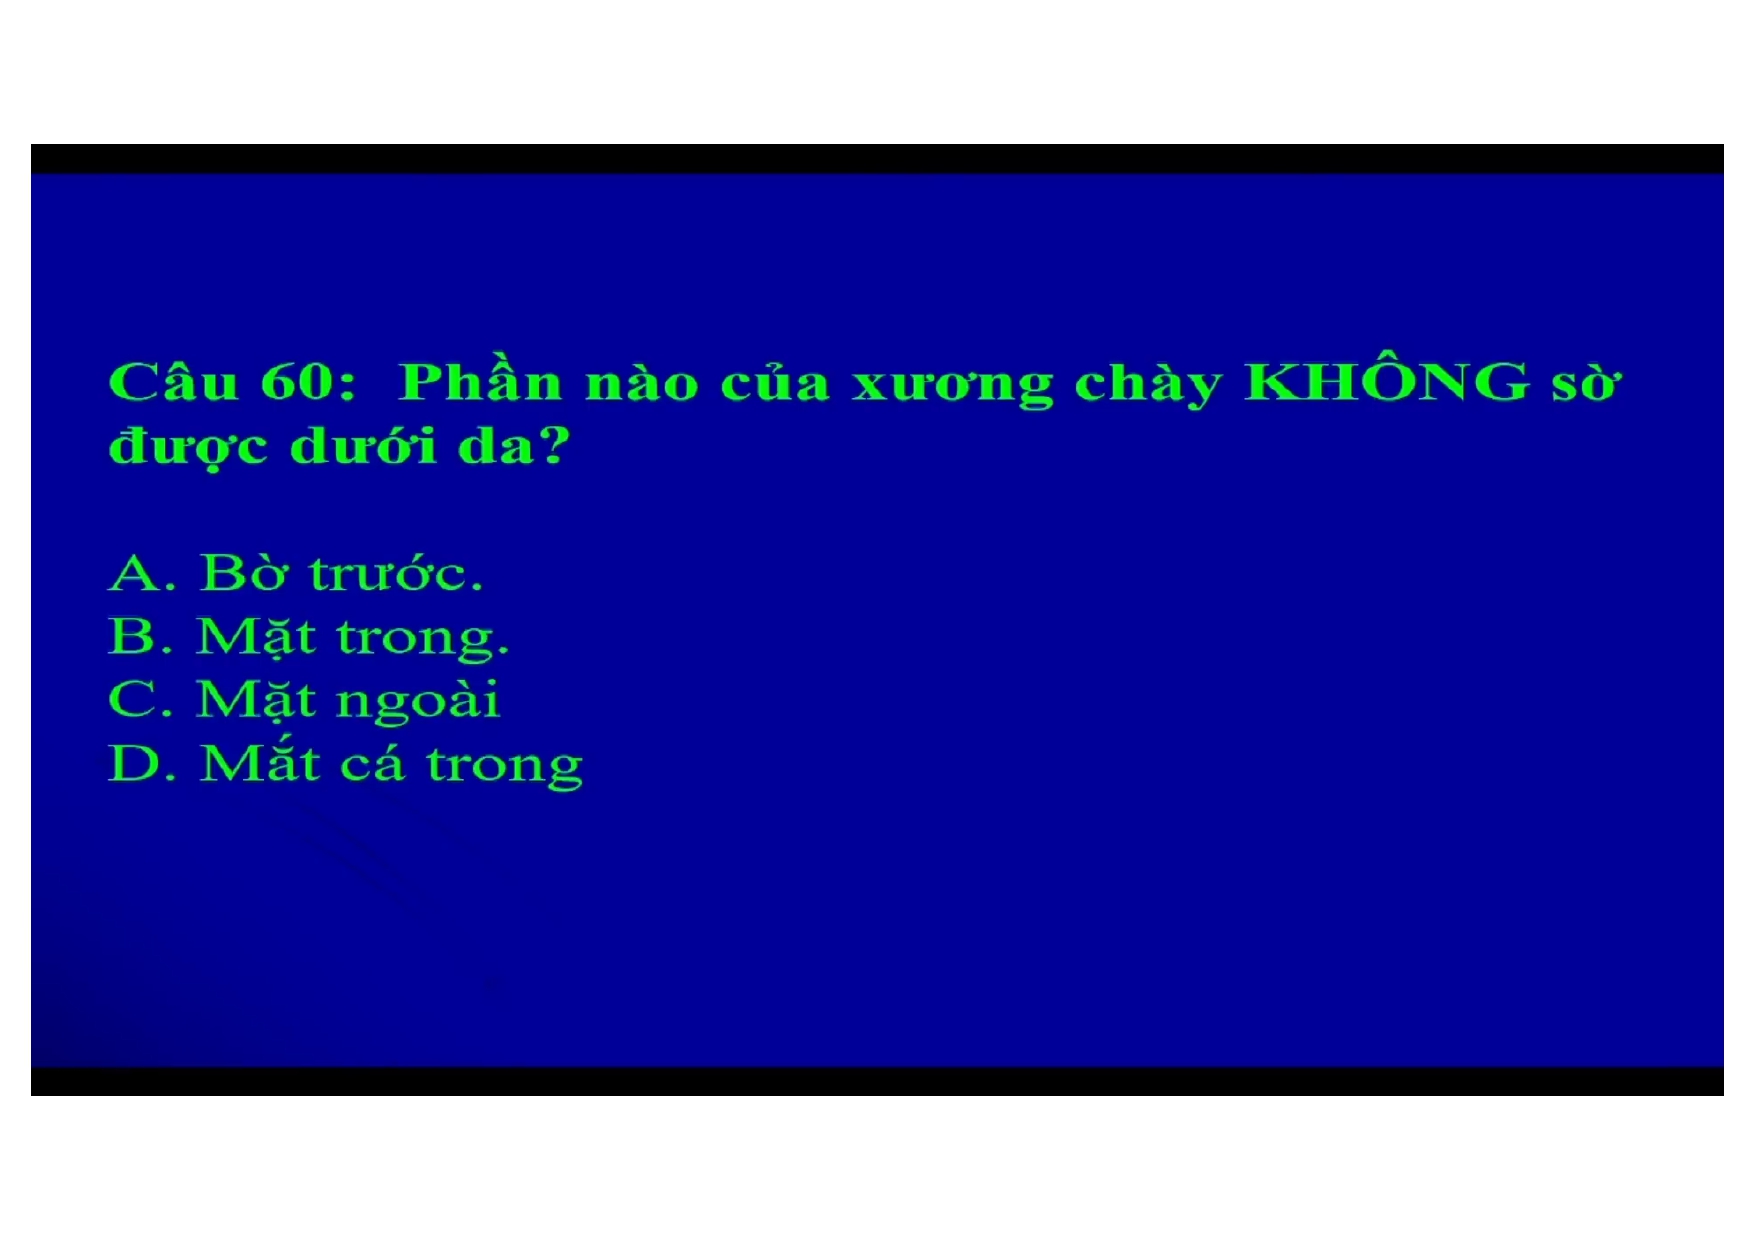 Câu 60: Phần nào của xương chày KHÔNG sờ
được dưới da?
A. Bờ trước.
B. Mặt trong.
C. Mặt ngoài
D. Mắt cá trong